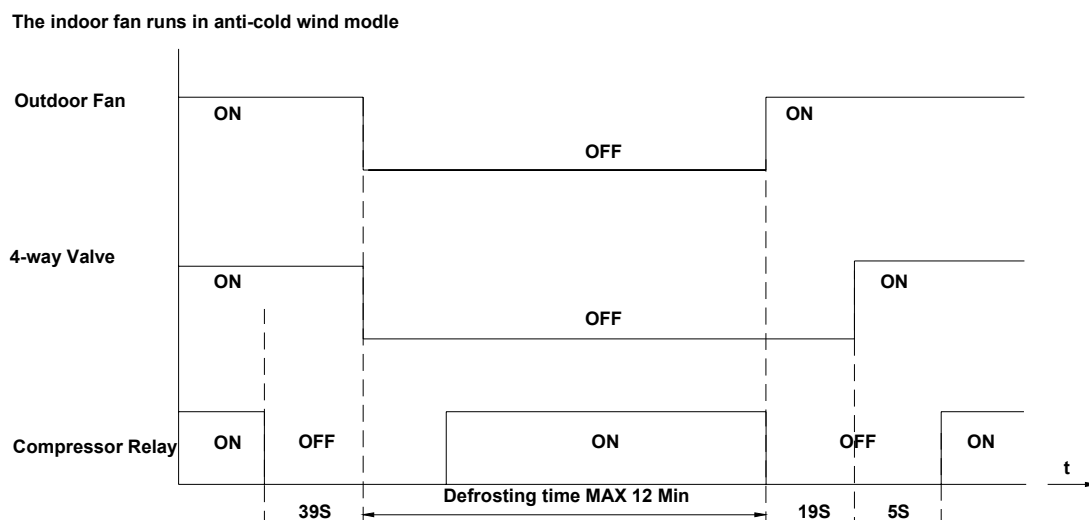 The indoor fan runs in anti-cold wind modle
Outdoor Fan
ON
OFF
ON
4-way Valve
ON
OFF
ON
Compressor Relay
ON
OFF
ON
OFF
ON
t
39S
Defrosting time MAX 12 Min
19S
5S